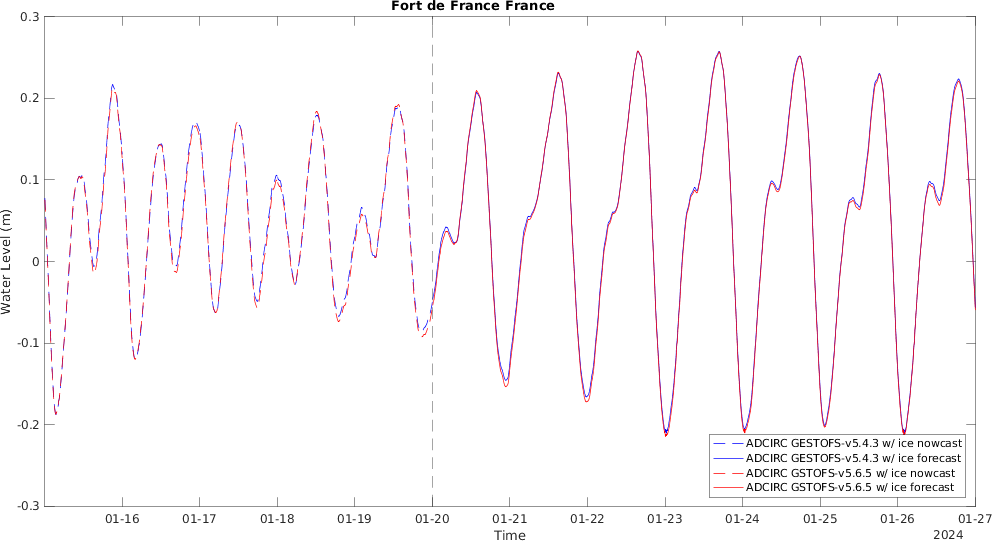 Fort de France France
0.3
0.2
0.1
0
-0.1
-0.2
-0.3
Water Level (m)
01-16 01-17 01-18 01-19 01-20 01-21 01-22 01-23 01-24 01-25 01-26 01-27
Time
2024
ADCIRC GESTOFS-v5.4.3 w/ ice nowcast
ADCIRC GESTOFS-v5.4.3 w/ ice forecast
ADCIRC GSTOFS-v5.6.5 w/ ice nowcast
ADCIRC GSTOFS-v5.6.5 w/ ice forecast